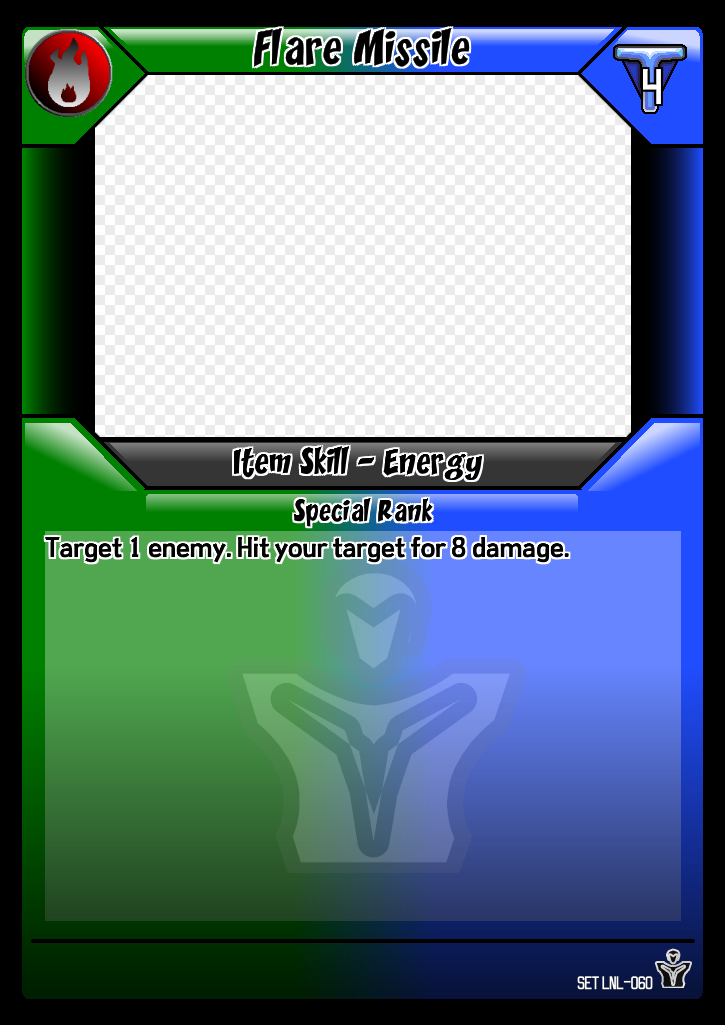 Flare Missile
4
Item Skill - Energy
Special Rank
Target 1 enemy. Hit your target for 8 damage.
SET LNL-060